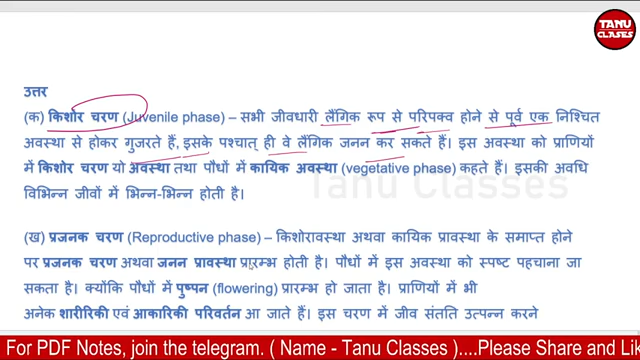 TANU
CLASES
उत्तर
(क) किशोर चरण (Juvenile phase) – सभी जीवधारी लैंगिक रूप से परिपक्व होने से पूर्व एक निश्चित
अवस्था से होकर गुजरते हैं, इसके पश्चात् ही वे लैंगिक जनन कर सकते हैं। इस अवस्था को प्राणियों
में किशोर चरण यो अवस्था तथा पौधों में कायिक अवस्था (vegetative phase) कहते हैं। इसकी अवधि
विभिन्न जीवों में भिन्न-भिन्न होती है।
Tanu Classes
(ख) प्रजनक चरण (Reproductive phase) – किशोरावस्था अथवा कायिक प्रावस्था के समाप्त होने
पर प्रजनक चरण अथवा जनन प्रावस्था प्रारम्भ होती है। पौधों में इस अवस्था को स्पष्ट पहचाना जा
सकता है। क्योंकि पौधों में पुष्पन (flowering) प्रारम्भ हो जाता है। प्राणियों में भी
अनेक शारीरिकी एवं आकारिकी परिवर्तन आ जाते हैं। इस चरण में जीव संतति उत्पन्न करने
For PDF Notes, join the telegram. ( Name - Tanu Classes )....Please Share and Lik